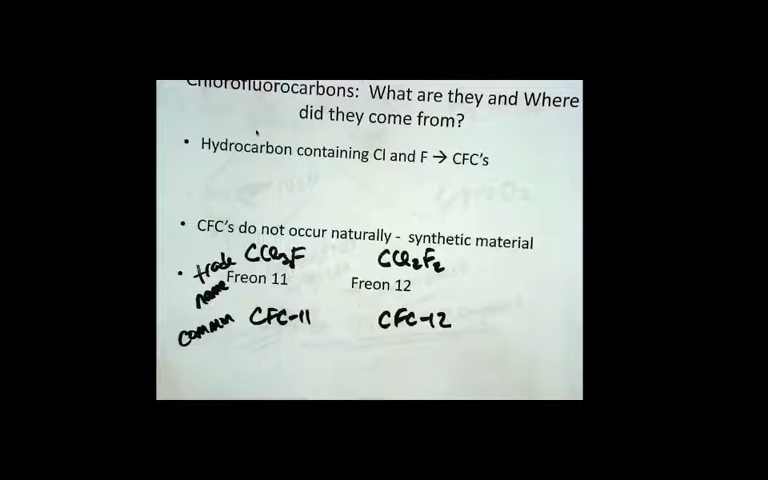 Chlorofluorocarbons: What are they and Where
did they come from?
• Hydrocarbon containing Cl and F → CFC's
• CFC's do not occur naturally - synthetic material
CCl3F CCl2F2
• trade name Freon 11 Freon 12
common CFC-11 CFC-12